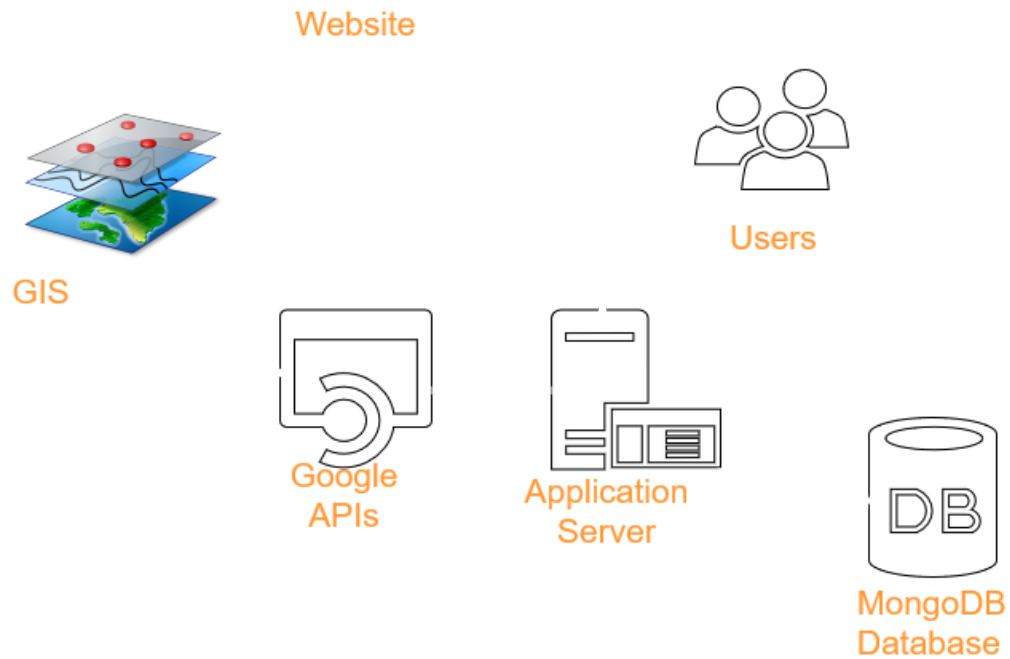 Website
Users
GIS
Google
APIs
Application
Server
DB
MongoDB
Database